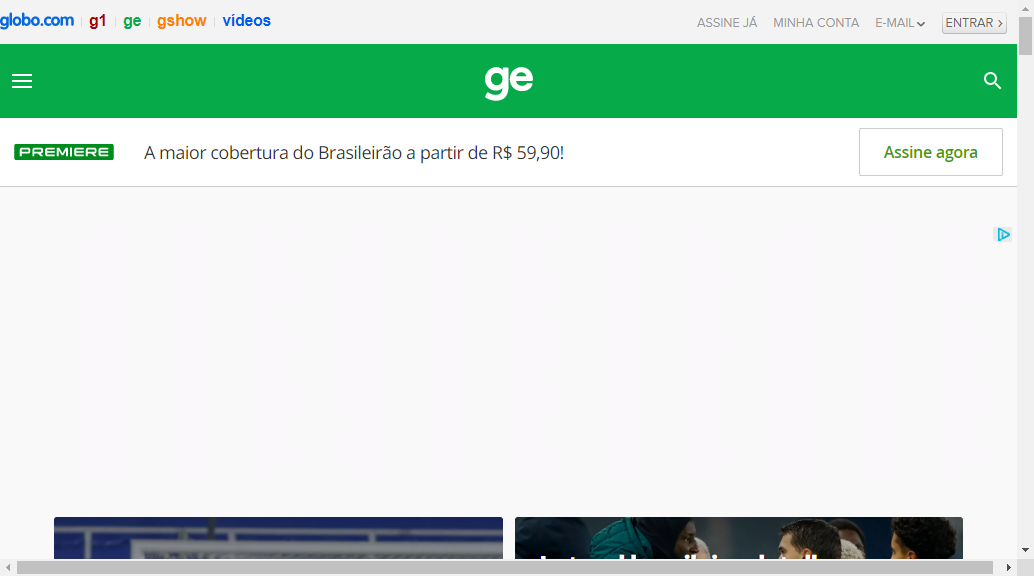 globo.com g1 ge gshow vídeos ASSINE JÁ MINHA CONTA E-MAIL ENTRAR ›
ge
PREMIERE A maior cobertura do Brasileirão a partir de R$ 59,90! Assine agora